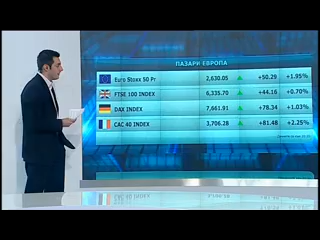 ПАЗАРИ ЕВРОПА
Euro Stoxx 50 Pr 2,630.05 +50.29 +1.95%
FTSE 100 INDEX 6,335.70 +44.16 +0.70%
DAX INDEX 7,661.91 +78.34 +1.03%
CAC 40 INDEX 3,706.28 +81.48 +2.25%